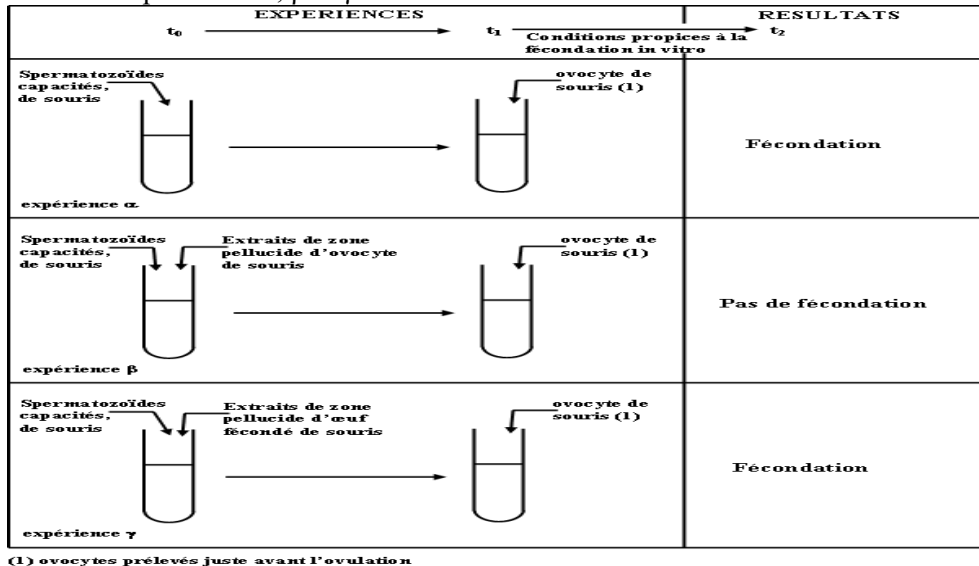 EXPERIENCES
RESULTATS
t₀
t₁
Conditions propices à la
fécondation in vitro
t₂
Spermatozoïdes
capacités,
de souris
ovocyte de
souris (1)
Fécondation
expérience α
Spermatozoïdes
capacités,
de souris
Extraits de zone
pellucide d'ovocyte
de souris
ovocyte de
souris (1)
Pas de fécondation
expérience β
Spermatozoïdes
capacités,
de souris
Extraits de zone
pellucide d'œuf
fécondé de souris
ovocyte de
souris (1)
Fécondation
expérience γ
(1) ovocytes prélevés juste avant l'ovulation